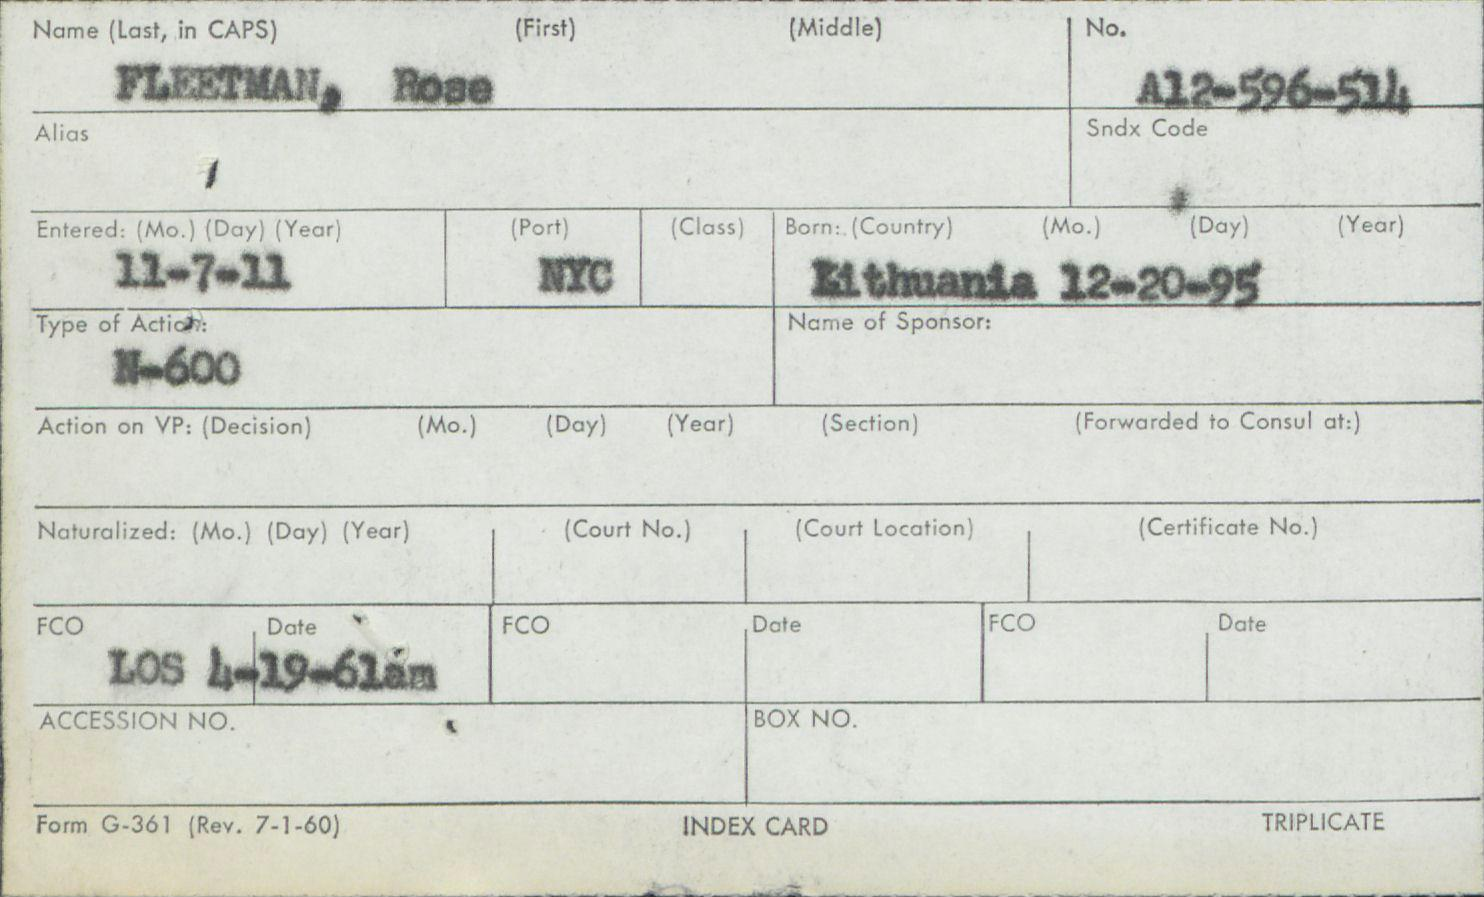 Name (Last, in CAPS) (First) (Middle) No.
FLEETMAN, Rose A12-596-514
Alias Sndx Code
Entered: (Mo.) (Day) (Year) (Port) (Class) Born: (Country) (Mo.) (Day) (Year)
11-7-11 NYC Lithuania 12-20-95
Type of Action: Name of Sponsor:
N-600
Action on VP: (Decision) (Mo.) (Day) (Year) (Section) (Forwarded to Consul at:)
Naturalized: (Mo.) (Day) (Year) (Court No.) (Court Location) (Certificate No.)
FCO Date FCO Date FCO Date
LOS 4-19-61am
ACCESSION NO. BOX NO.
Form G-361 (Rev. 7-1-60) INDEX CARD TRIPLICATE